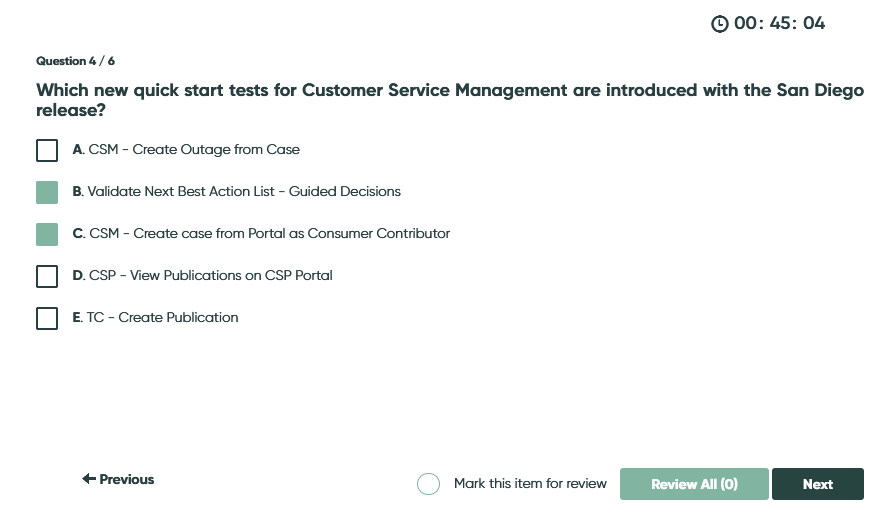 00: 45: 04
Question 4 / 6
Which new quick start tests for Customer Service Management are introduced with the San Diego
release?
A. CSM - Create Outage from Case
B. Validate Next Best Action List - Guided Decisions
C. CSM - Create case from Portal as Consumer Contributor
D. CSP - View Publications on CSP Portal
E. TC - Create Publication
Previous
Mark this item for review
Review All (0)
Next